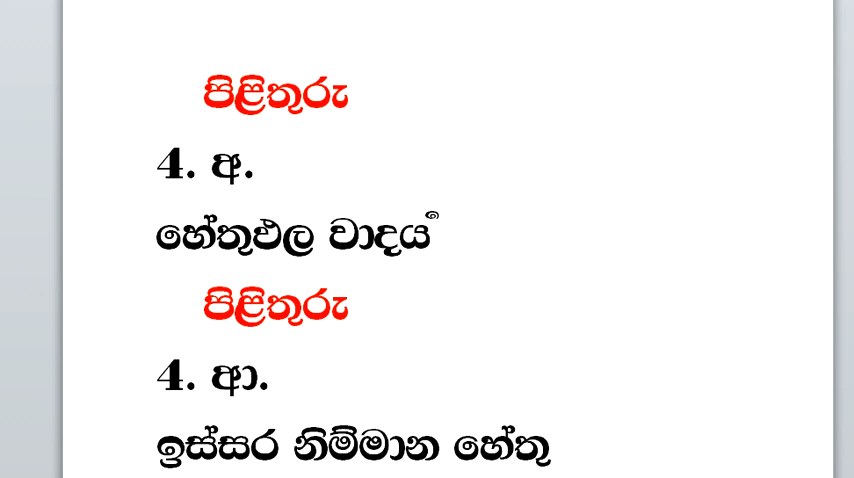 පිළිතුරු
4. අ.
හේතුඵල වාදය
පිළිතුරු
4. ආ.
ඉස්සර නිම්මාන හේතු